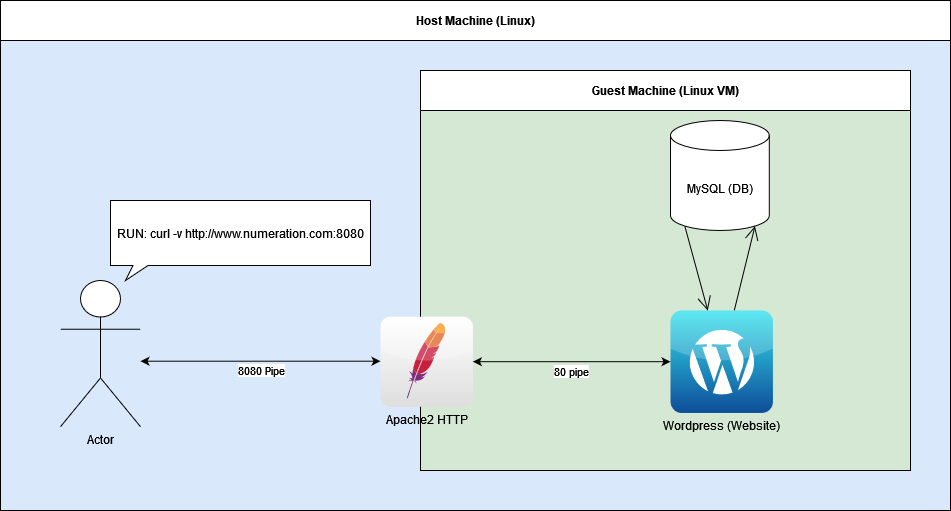 Host Machine (Linux)
Guest Machine (Linux VM)
MySQL (DB)
RUN: curl -v http://www.numeration.com:8080
8080 Pipe
80 pipe
Apache2 HTTP
Wordpress (Website)
Actor